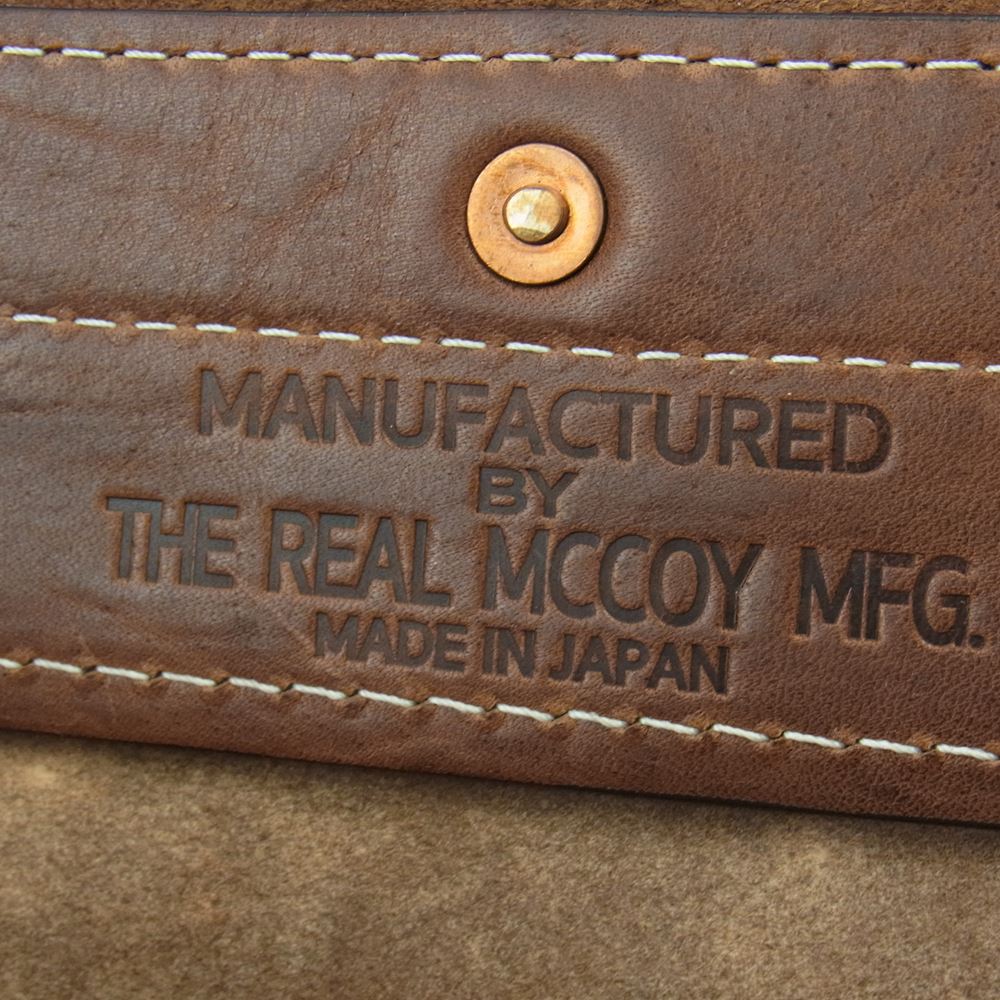 MANUFACTURED
BY
THE REAL MCCOY MFG.
MADE IN JAPAN